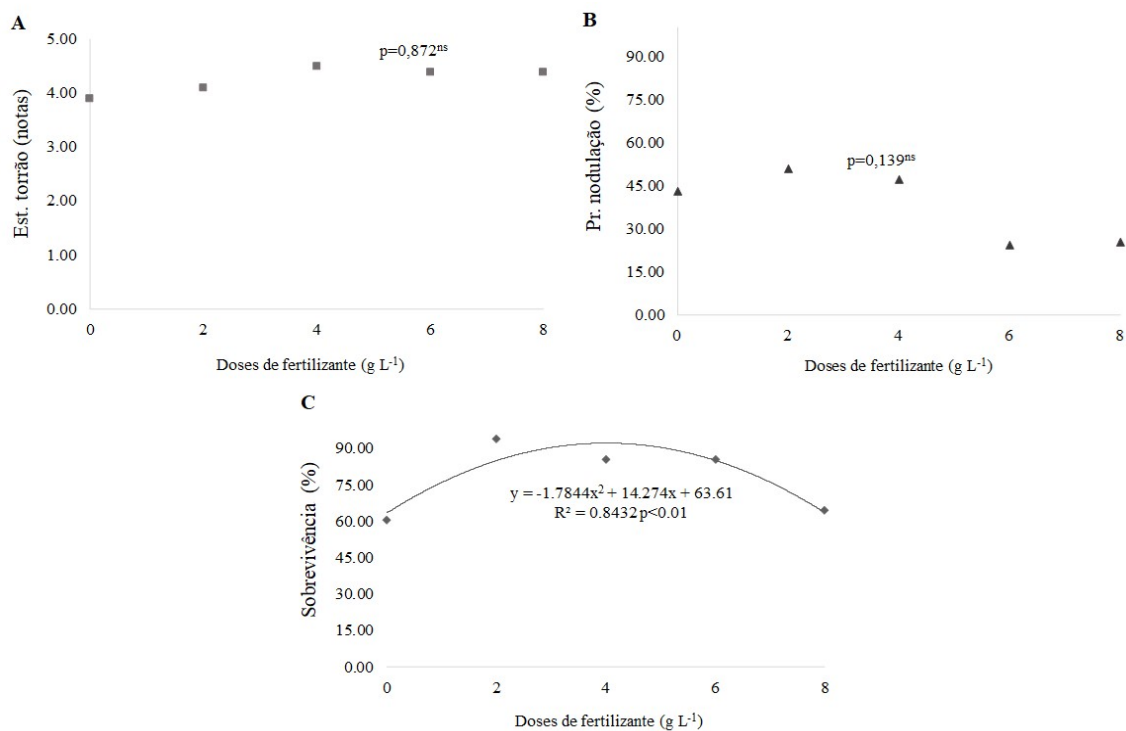 A
5.00
4.00
3.00
2.00
1.00
0.00
Est. torrão (notas)
p=0,872ns
0 2 4 6 8
Doses de fertilizante (g L-1)
B
90.00
75.00
60.00
45.00
30.00
15.00
0.00
Pr. nodulação (%)
p=0,139ns
0 2 4 6 8
Doses de fertilizante (g L-1)
C
90.00
75.00
60.00
45.00
30.00
15.00
0.00
Sobrevivência (%)
y = -1.7844x2 + 14.274x + 63.61
R² = 0.8432 p<0.01
0 2 4 6 8
Doses de fertilizante (g L-1)